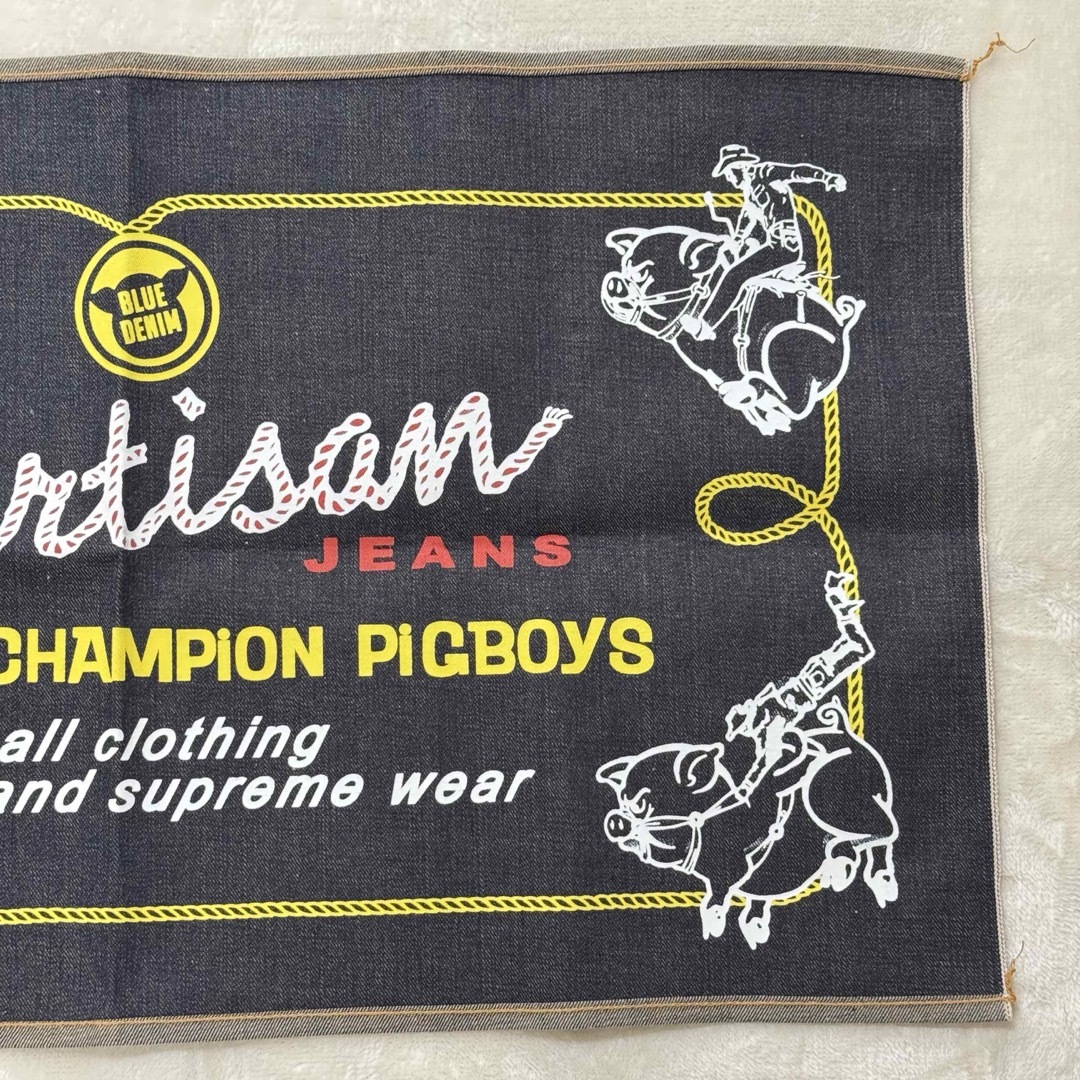 BLUE
DENIM
rtisan
JEANS
CHAMPiON PiGBOYS
all clothing
and supreme wear